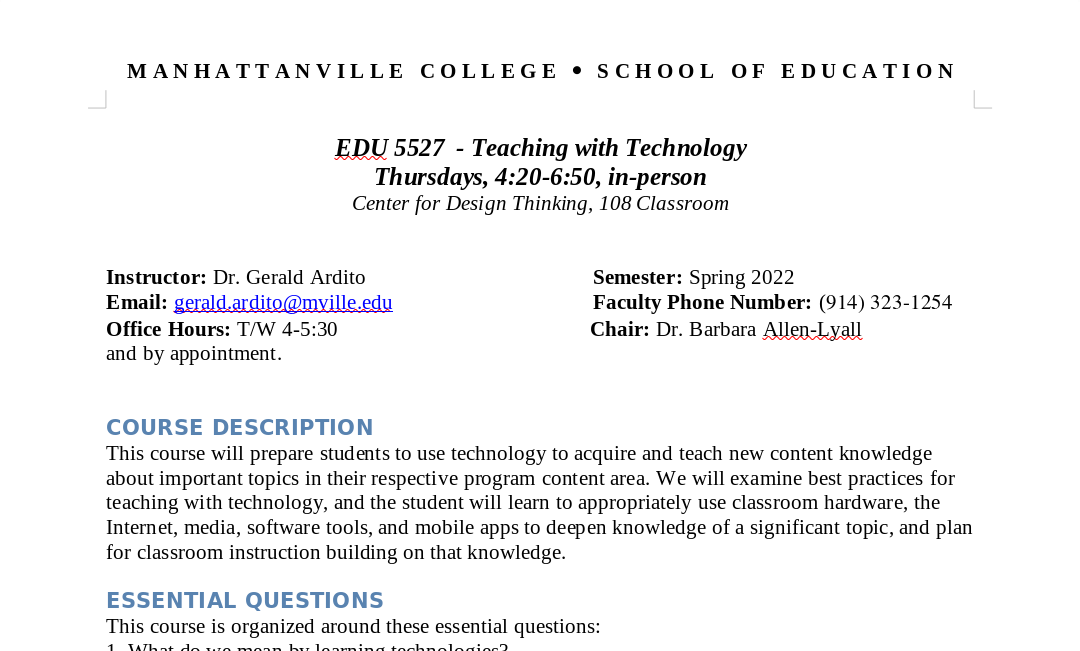 MANHATTANVILLE COLLEGE • SCHOOL OF EDUCATION
EDU 5527 - Teaching with Technology
Thursdays, 4:20-6:50, in-person
Center for Design Thinking, 108 Classroom
Instructor: Dr. Gerald Ardito
Semester: Spring 2022
Email: gerald.ardito@mville.edu
Faculty Phone Number: (914) 323-1254
Office Hours: T/W 4-5:30
Chair: Dr. Barbara Allen-Lyall
and by appointment.
COURSE DESCRIPTION
This course will prepare students to use technology to acquire and teach new content knowledge
about important topics in their respective program content area. We will examine best practices for
teaching with technology, and the student will learn to appropriately use classroom hardware, the
Internet, media, software tools, and mobile apps to deepen knowledge of a significant topic, and plan
for classroom instruction building on that knowledge.
ESSENTIAL QUESTIONS
This course is organized around these essential questions:
1. What do we mean by learning technologies?